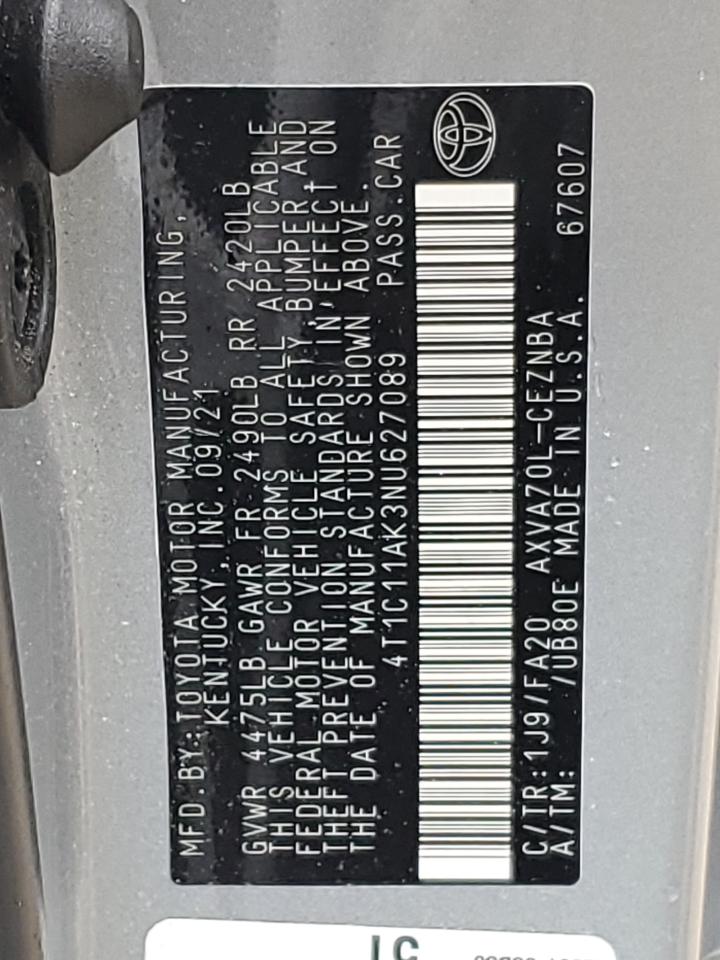 MFD.BY:TOYOTA MOTOR MANUFACTURING,
KENTUCKY, INC.09/21
GVWR 4475LB GAWR FR 2490LB RR 2420LB
THIS VEHICLE CONFORMS TO ALL APPLICABLE
FEDERAL MOTOR VEHICLE SAFETY BUMPER, AND
THEFT PREVENTION STANDARDS IN EFFECT ON
THE DATE OF MANUFACTURE SHOWN ABOVE.
4T1C11AK3NU627089 PASS.CAR
C/TR:1J9/FA20 AXVA70L-CEZNBA
A/TM: /UB80E MADE IN U.S.A. 67607